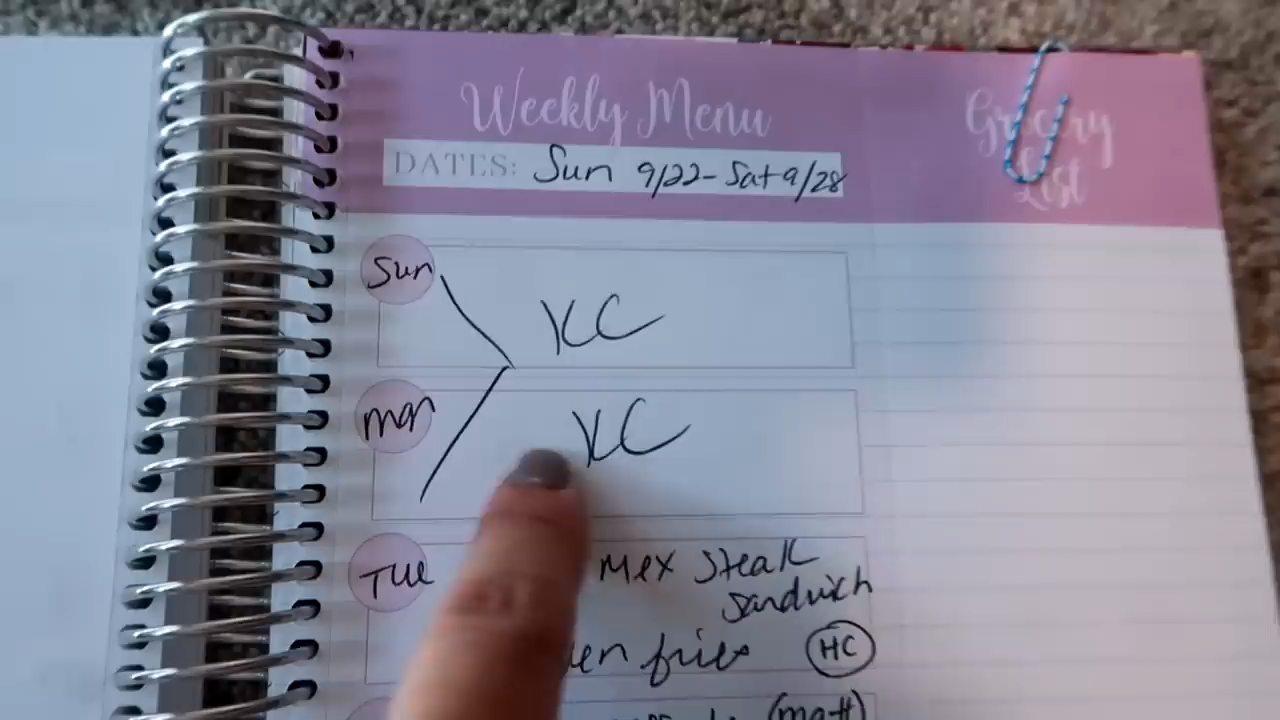 Weekly Menu
DATES: Sun 9/22-Sat 9/28
Grocery
List
Sun
KC
Mon
KC
TUE
Mex Steak
Sandwich
fries HC
(matt)